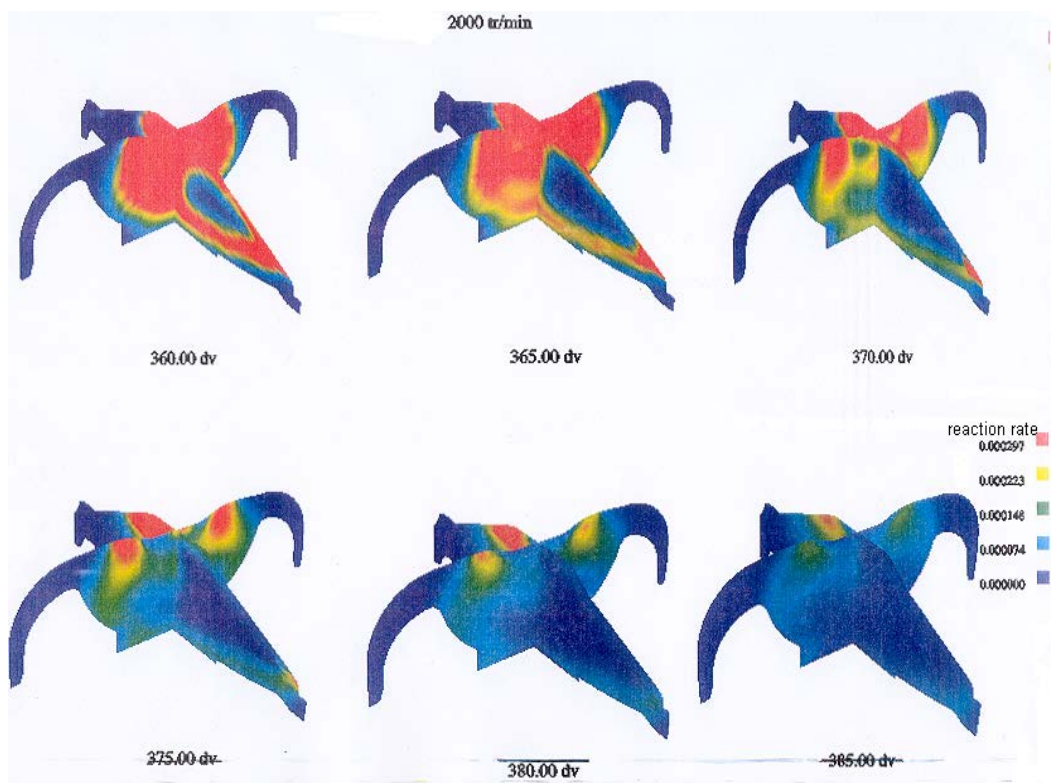 2000 tr/min
360.00 dv
365.00 dv
370.00 dv
reaction rate
0.000297
0.000223
0.000146
0.000074
0.000000
375.00 dv
380.00 dv
385.00 dv